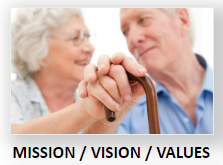 MISSION / VISION / VALUES